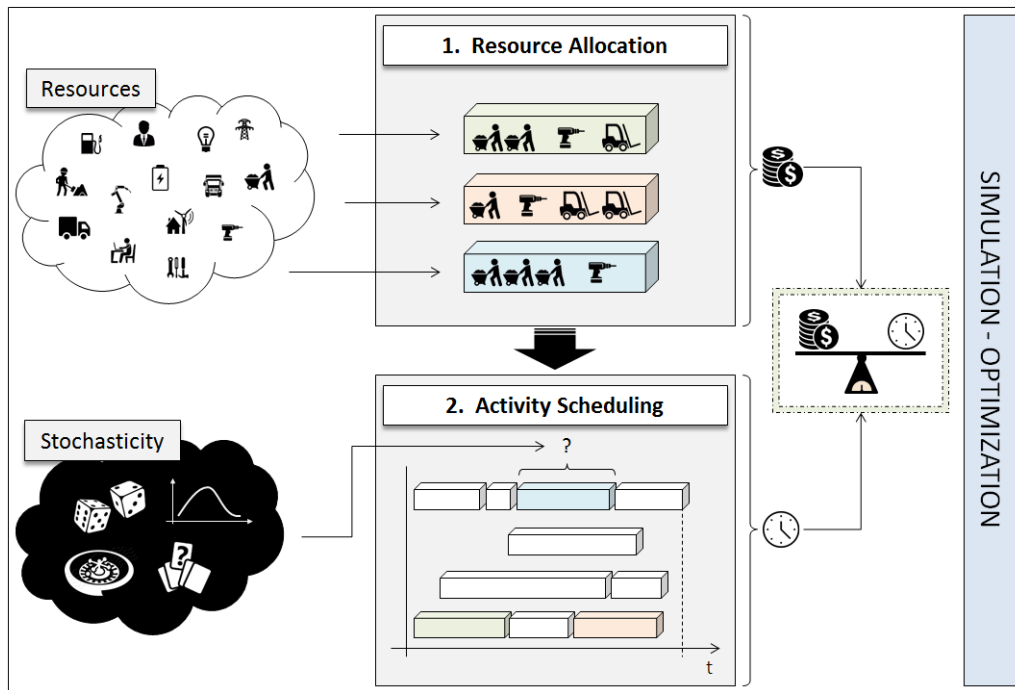 1. Resource Allocation
Resources
Stochasticity
2. Activity Scheduling
?
?
t
$
$
$
$
SIMULATION - OPTIMIZATION